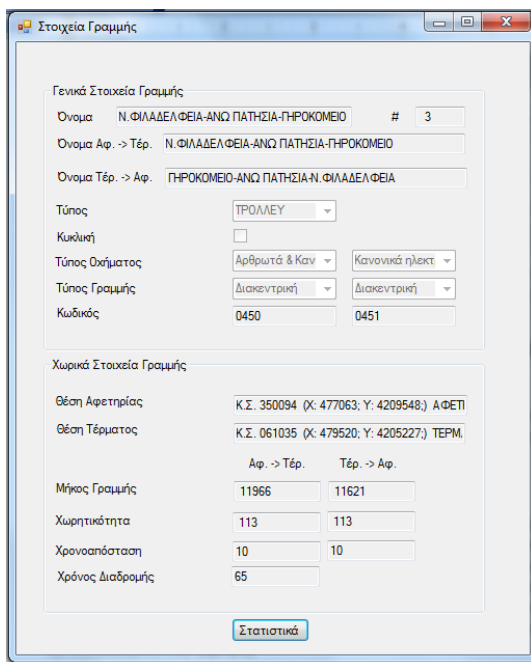 Στοιχεία Γραμμής
Γενικά Στοιχεία Γραμμής
Όνομα Ν.ΦΙΛΑΔΕΛΦΕΙΑ-ΑΝΩ ΠΑΤΗΣΙΑ-ΓΗΡΟΚΟΜΕΙΟ # 3
Όνομα Αφ. -> Τέρ. Ν.ΦΙΛΑΔΕΛΦΕΙΑ-ΑΝΩ ΠΑΤΗΣΙΑ-ΓΗΡΟΚΟΜΕΙΟ
Όνομα Τέρ. -> Αφ. ΓΗΡΟΚΟΜΕΙΟ-ΑΝΩ ΠΑΤΗΣΙΑ-Ν.ΦΙΛΑΔΕΛΦΕΙΑ
Τύπος ΤΡΟΛΛΕΥ
Κυκλική
Τύπος Οχήματος Αρθρωτά & Καν Κανονικά ηλεκτ
Τύπος Γραμμής Διακεντρική Διακεντρική
Κωδικός 0450 0451
Χωρικά Στοιχεία Γραμμής
Θέση Αφετηρίας Κ.Σ. 350094 (X: 477063; Y: 4209548;) ΑΦΕΤΙ
Θέση Τέρματος Κ.Σ. 061035 (X: 479520; Y: 4205227;) ΤΕΡΜ
Αφ. -> Τέρ. Τέρ. -> Αφ.
Μήκος Γραμμής 11966 11621
Χωρητικότητα 113 113
Χρονοαπόσταση 10 10
Χρόνος Διαδρομής 65
Στατιστικά